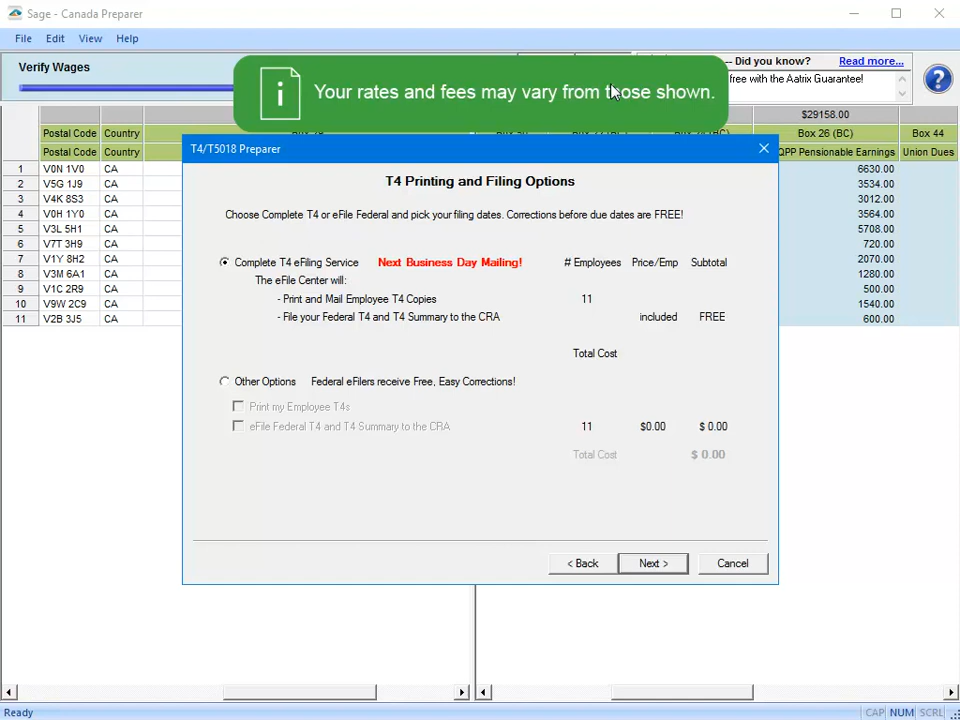 Sage - Canada Preparer
File Edit View Help
Verify Wages
-- Did you know? Read more...
free with the Aatrix Guarantee!
Your rates and fees may vary from those shown.
$29158.00
Postal Code Country Box 26 (BC) Box 44
Postal Code Country QPP Pensionable Earnings Union Dues
1 V0N 1V0 CA 6630.00
2 V5G 1J9 CA 3534.00
3 V4K 8S3 CA 3012.00
4 V0H 1Y0 CA 3564.00
5 V3L 5H1 CA 5708.00
6 V7T 3H9 CA 720.00
7 V1Y 8H2 CA 2070.00
8 V3M 6A1 CA 1280.00
9 V1C 2R9 CA 500.00
10 V9W 2C9 CA 1540.00
11 V2B 3J5 CA 600.00
T4/T5018 Preparer
T4 Printing and Filing Options
Choose Complete T4 or eFile Federal and pick your filing dates. Corrections before due dates are FREE!
Complete T4 eFiling Service Next Business Day Mailing! # Employees Price/Emp Subtotal
The eFile Center will:
- Print and Mail Employee T4 Copies 11
- File your Federal T4 and T4 Summary to the CRA included FREE
Total Cost
Other Options Federal eFilers receive Free, Easy Corrections!
Print my Employee T4s
eFile Federal T4 and T4 Summary to the CRA 11 $0.00 $ 0.00
Total Cost $ 0.00
< Back Next > Cancel
Ready CAP NUM SCRL